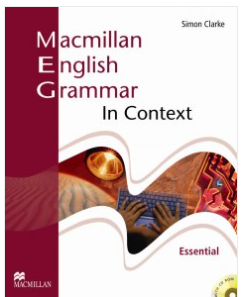 Simon Clarke
Macmillan
English
Grammar
In Context
Essential
MACMILLAN